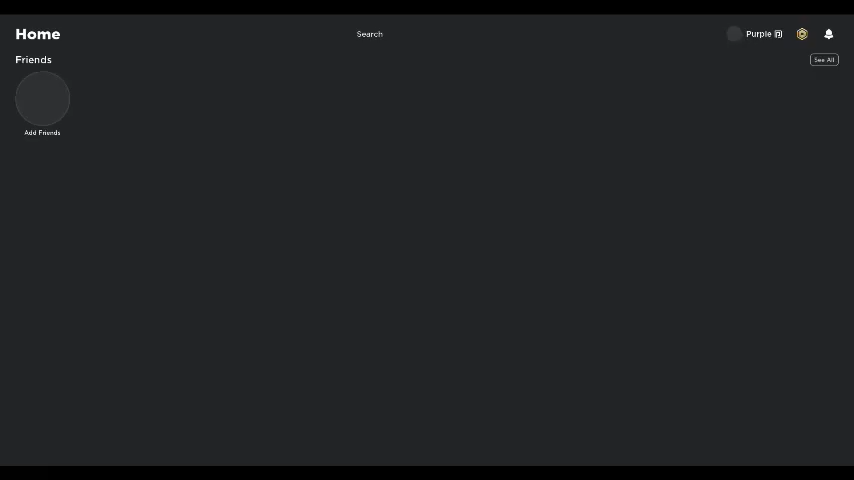 Home
Search
Purple
Friends
See All
Add Friends